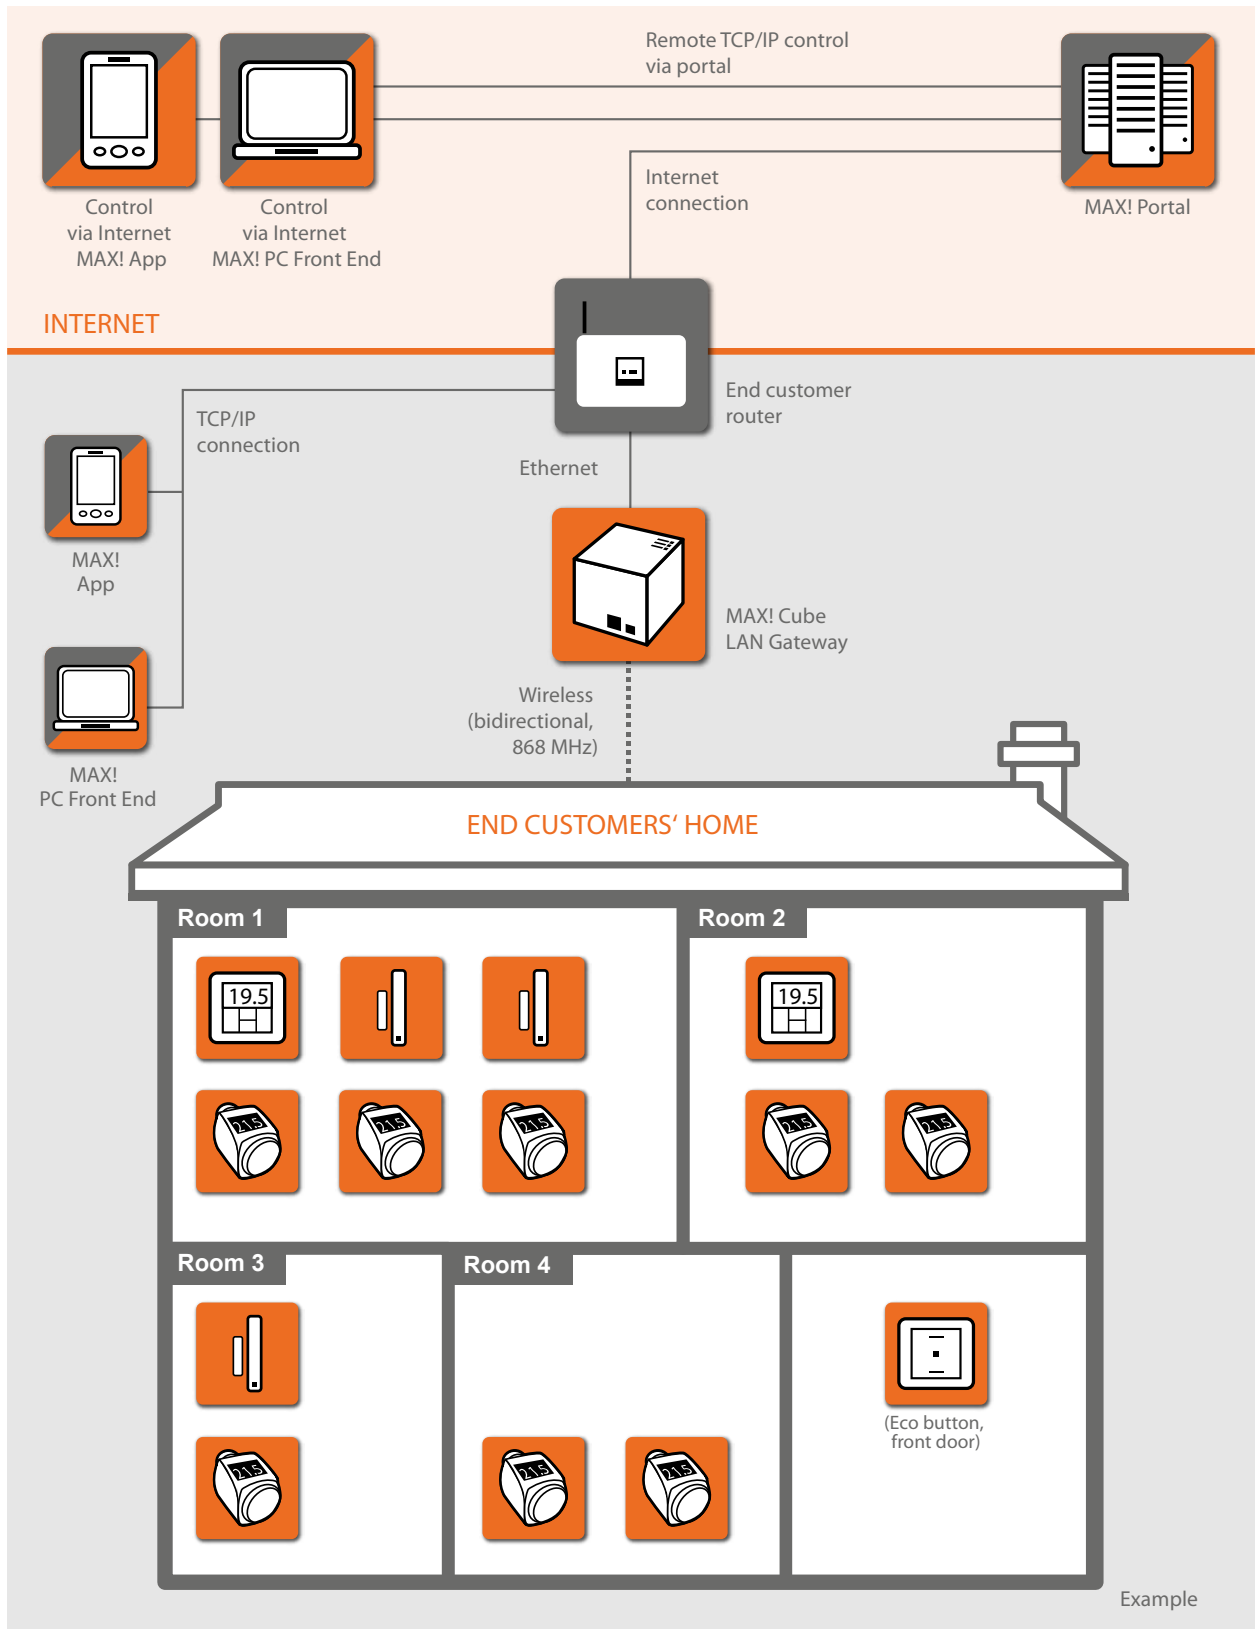 Remote TCP/IP control
via portal
Internet
connection
Control
via Internet
MAX! App
Control
via Internet
MAX! PC Front End
MAX! Portal
INTERNET
End customer
router
TCP/IP
connection
Ethernet
MAX!
App
MAX! Cube
LAN Gateway
Wireless
(bidirectional,
868 MHz)
MAX!
PC Front End
END CUSTOMERS‘ HOME
Room 1
Room 2
19.5
19.5
21.5
21.5
21.5
21.5
21.5
Room 3
Room 4
(Eco button,
front door)
21.5
21.5
21.5
Example